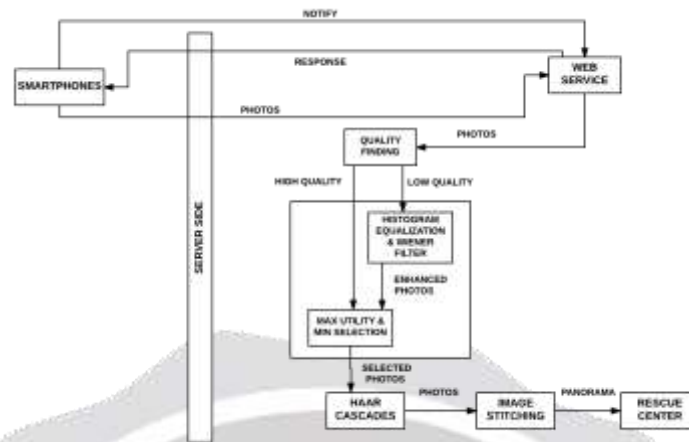 NOTIFY
RESPONSE
SMARTPHONES
WEB
SERVICE
PHOTOS
PHOTOS
QUALITY
FINDING
HIGH QUALITY
LOW QUALITY
SERVER SIDE
HISTOGRAM
EQUALIZATION
& WIENER
FILTER
ENHANCED
PHOTOS
MAX UTILITY &
MIN SELECTION
SELECTED
PHOTOS
HAAR
CASCADES
PHOTOS
IMAGE
STITCHING
PANORAMA
RESCUE
CENTER